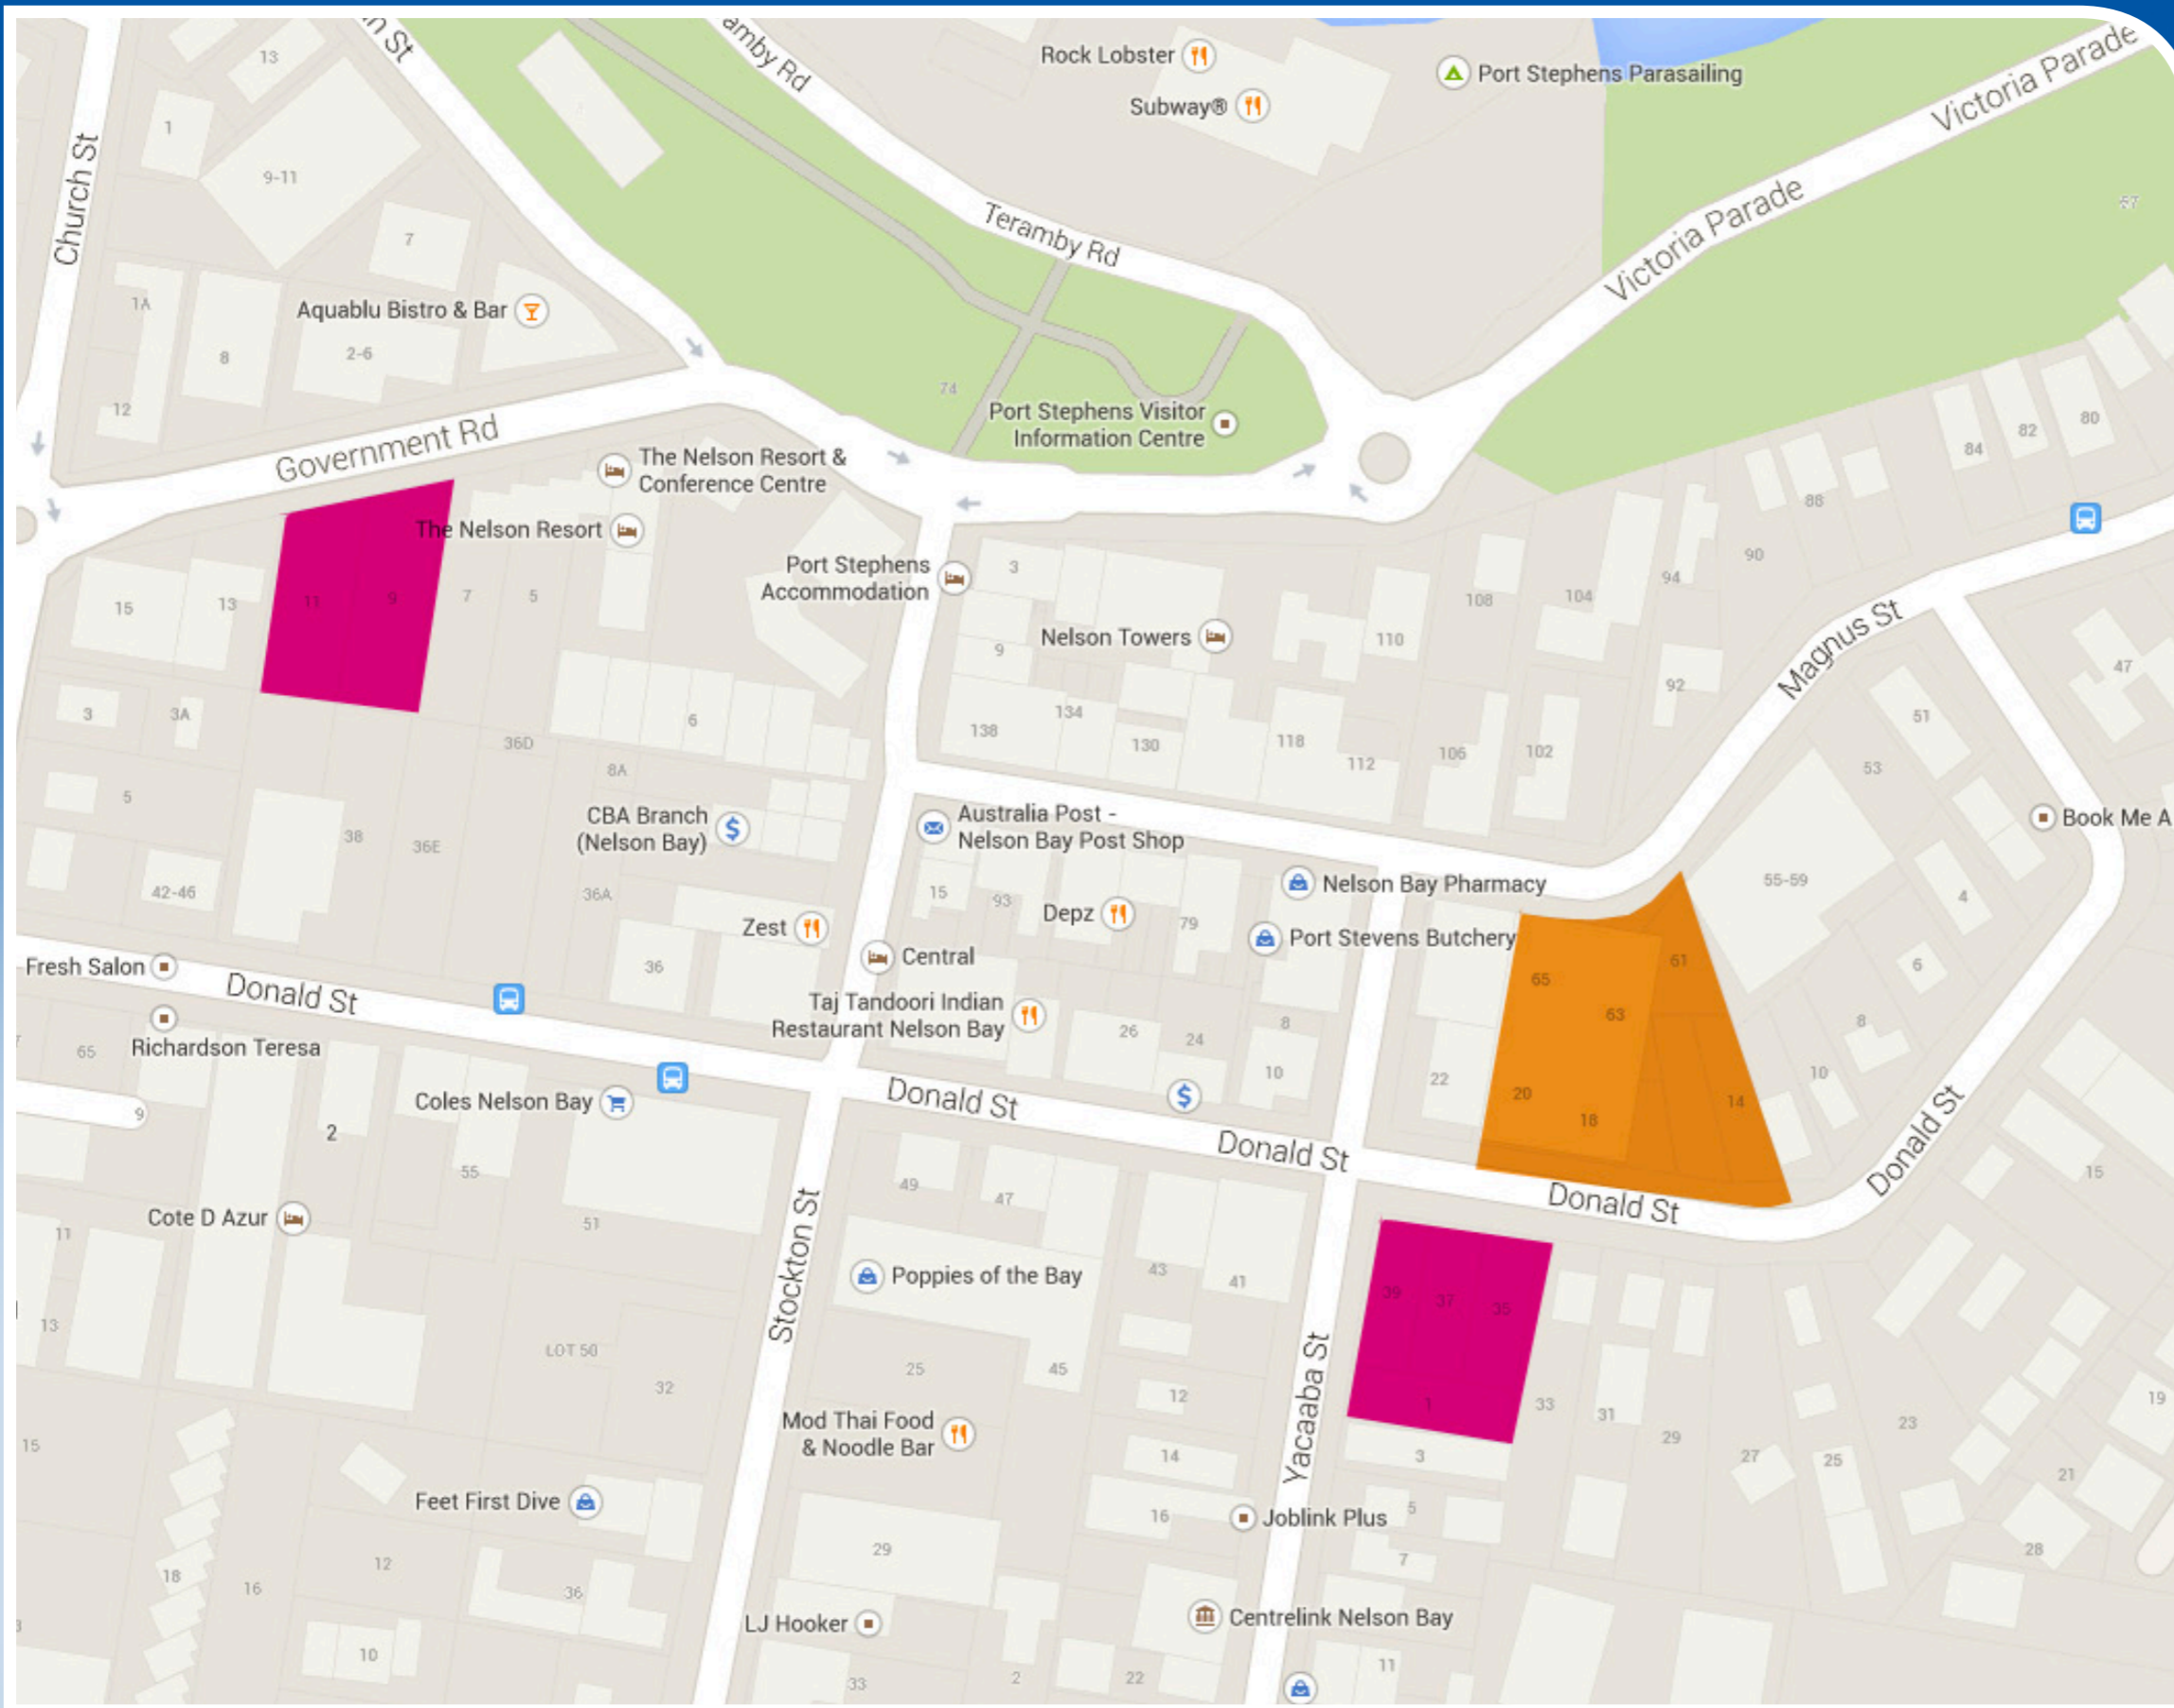 n St
amby Rd
Rock Lobster
Subway®
Port Stephens Parasailing
Victoria Parade
13
1
Church St
9-11
7
Teramby Rd
Victoria Parade
57
1A
Aquablu Bistro & Bar
8
2-6
12
74
Port Stephens Visitor
Information Centre
84
82
80
Government Rd
The Nelson Resort &
Conference Centre
The Nelson Resort
88
90
94
Port Stephens
Accommodation
3
15
13
11
9
7
5
108
104
Nelson Towers
110
9
Magnus St
47
92
3
3A
6
138
134
130
118
112
106
102
51
53
36D
8A
5
38
36E
CBA Branch
(Nelson Bay)
Australia Post -
Nelson Bay Post Shop
Book Me A
42-46
36A
15
93
Depz
79
Nelson Bay Pharmacy
55-59
4
Zest
Port Stevens Butchery
Fresh Salon
Donald St
36
Central
65
61
63
6
Taj Tandoori Indian
Restaurant Nelson Bay
26
24
8
8
65
Richardson Teresa
10
22
20
18
14
10
Coles Nelson Bay
Donald St
9
2
Donald St
Donald St
55
49
47
15
Cote D Azur
51
Donald St
11
Stockton St
Poppies of the Bay
43
41
39
37
35
13
LOT 50
32
25
45
12
Yacaaba St
1
33
31
29
27
25
23
19
15
Mod Thai Food
& Noodle Bar
14
3
21
Feet First Dive
16
Joblink Plus
5
29
7
28
18
16
12
36
LJ Hooker
Centrelink Nelson Bay
10
33
2
22
11